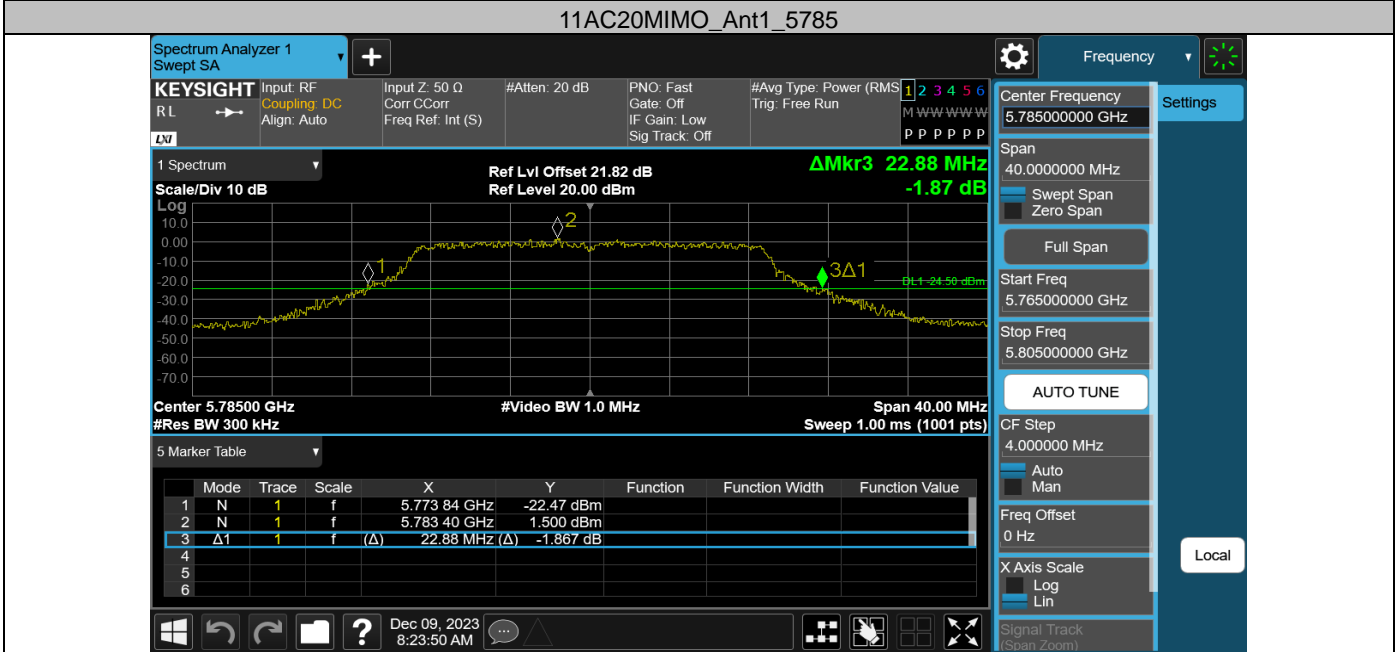 11AC20MIMO_Ant1_5785
Spectrum Analyzer 1
Swept SA
+
Frequency
KEYSIGHT
RL
LXI
Input: RF
Coupling: DC
Align: Auto
Input Z: 50 Ω
Corr CCorr
Freq Ref: Int (S)
#Atten: 20 dB
PNO: Fast
Gate: Off
IF Gain: Low
Sig Track: Off
#Avg Type: Power (RMS
Trig: Free Run
1 2 3 4 5 6
M W W W W W
P P P P P P
1 Spectrum
Scale/Div 10 dB
Log
Ref Lvl Offset 21.82 dB
Ref Level 20.00 dBm
ΔMkr3 22.88 MHz
-1.87 dB
10.0
0.00
-10.0
-20.0
-30.0
-40.0
-50.0
-60.0
-70.0
1
2
3Δ1
DL1 -24.50 dBm
Center 5.78500 GHz
#Video BW 1.0 MHz
Span 40.00 MHz
#Res BW 300 kHz
Sweep 1.00 ms (1001 pts)
5 Marker Table
Mode Trace Scale X Y Function Function Width Function Value
1 N 1 f 5.773 84 GHz -22.47 dBm
2 N 1 f 5.783 40 GHz 1.500 dBm
3 Δ1 1 f (Δ) 22.88 MHz (Δ) -1.867 dB
4
5
6
?
Dec 09, 2023
8:23:50 AM
Center Frequency
5.785000000 GHz
Settings
Span
40.0000000 MHz
Swept Span
Zero Span
Full Span
Start Freq
5.765000000 GHz
Stop Freq
5.805000000 GHz
AUTO TUNE
CF Step
4.000000 MHz
Auto
Man
Freq Offset
0 Hz
Local
X Axis Scale
Log
Lin
Signal Track
(Span Zoom)